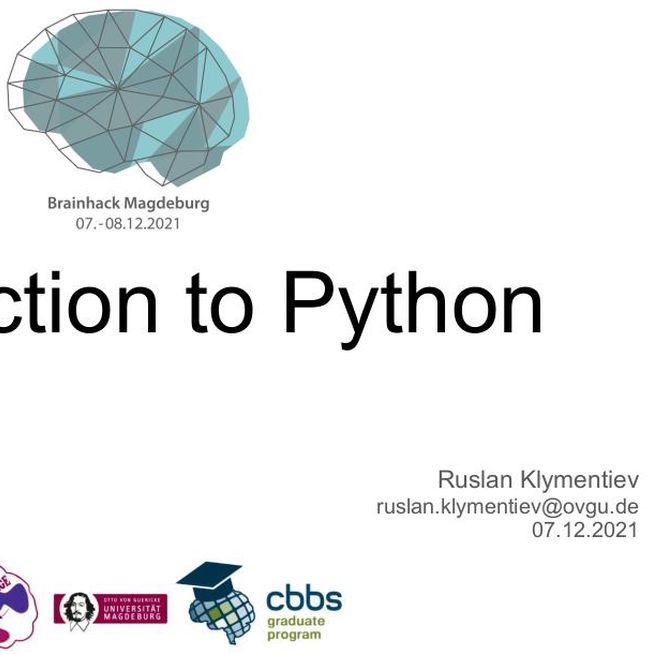 Brainhack Magdeburg
07.-08.12.2021
ction to Python
Ruslan Klymentiev
ruslan.klymentiev@ovgu.de
07.12.2021
OTTO VON GUERICKE
UNIVERSITÄT
MAGDEBURG
cbbs
graduate
program